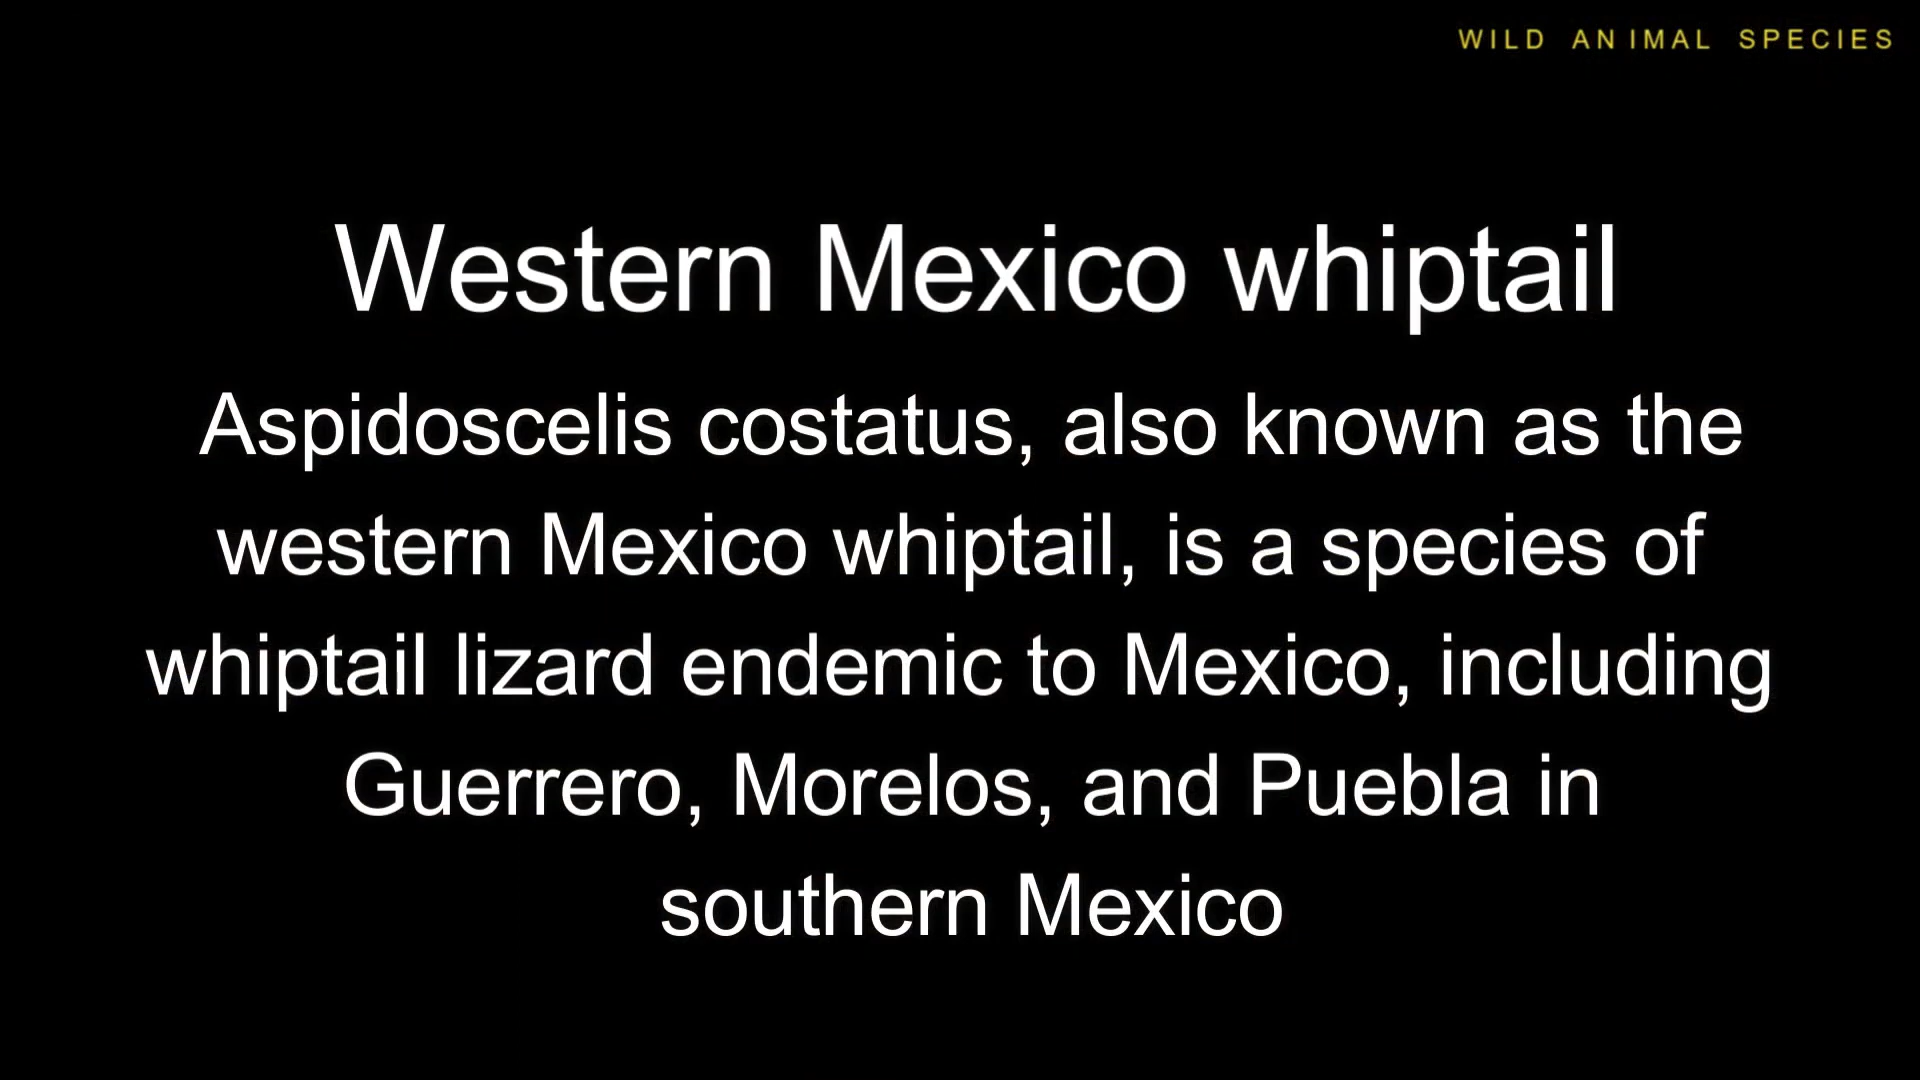 WILD ANIMAL SPECIES
Western Mexico whiptail
Aspidoscelis costatus, also known as the
western Mexico whiptail, is a species of
whiptail lizard endemic to Mexico, including
Guerrero, Morelos, and Puebla in
southern Mexico